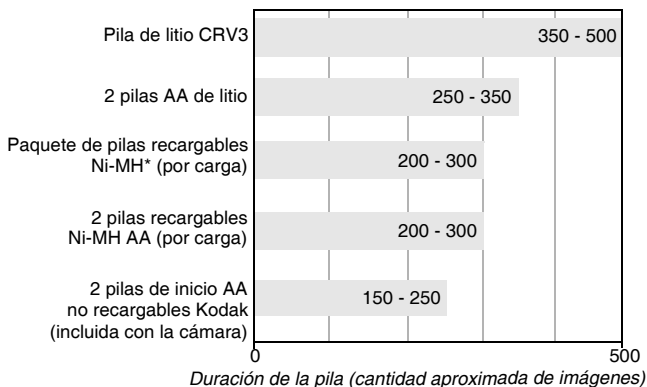 Pila de litio CRV3
350 - 500
2 pilas AA de litio
250 - 350
Paquete de pilas recargables
Ni-MH* (por carga)
200 - 300
2 pilas recargables
Ni-MH AA (por carga)
200 - 300
2 pilas de inicio AA
no recargables Kodak
(incluida con la cámara)
150 - 250
0
500
Duración de la pila (cantidad aproximada de imágenes)